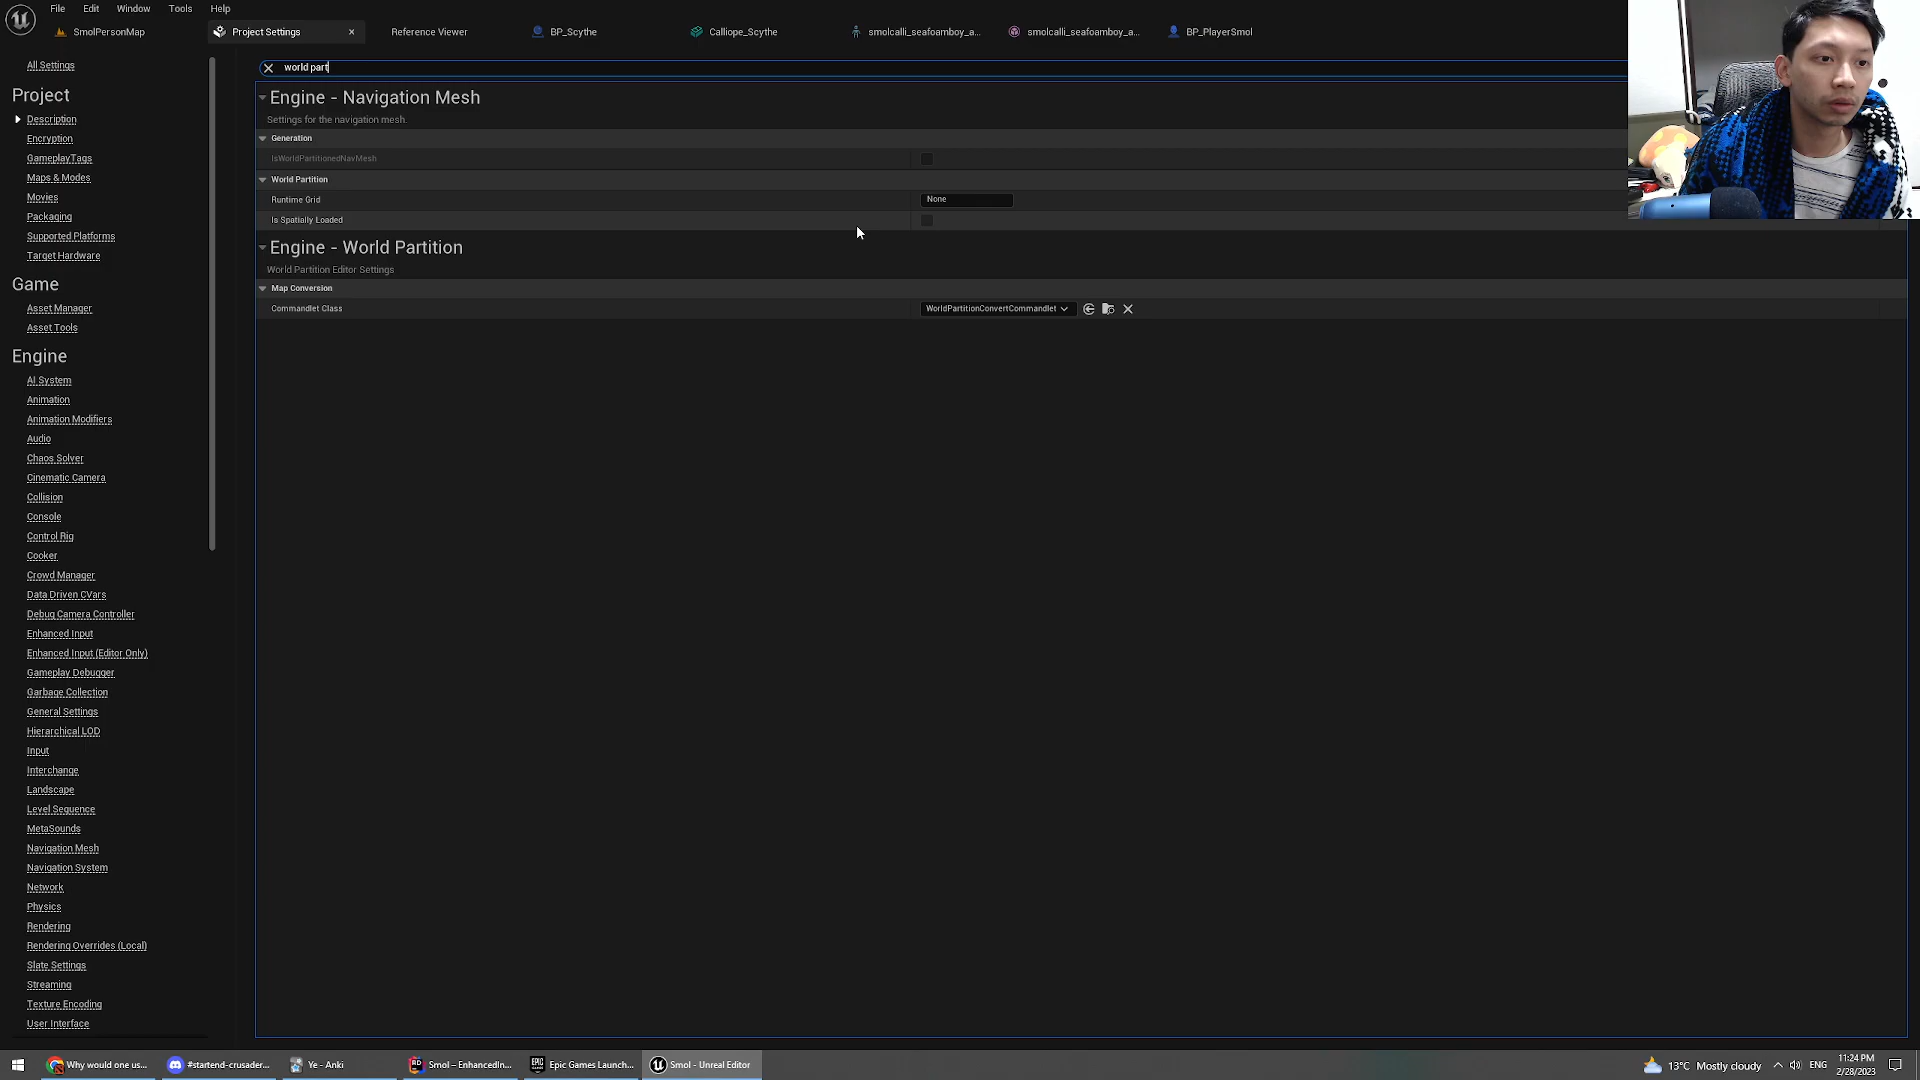 File Edit Window Tools Help
SmolPersonMap
Project Settings
Reference Viewer
BP_Scythe
Calliope_Scythe
smolcalli_seafoamboy_a...
smolcalli_seafoamboy_a...
BP_PlayerSmol
All Settings
Project
Description
Encryption
GameplayTags
Maps & Modes
Movies
Packaging
Supported Platforms
Target Hardware
Game
Asset Manager
Asset Tools
Engine
AI System
Animation
Animation Modifiers
Audio
Chaos Solver
Cinematic Camera
Collision
Console
Control Rig
Cooker
Crowd Manager
Data Driven CVars
Debug Camera Controller
Enhanced Input
Enhanced Input (Editor Only)
Gameplay Debugger
Garbage Collection
General Settings
Hierarchical LOD
Input
Interchange
Landscape
Level Sequence
MetaSounds
Navigation Mesh
Navigation System
Network
Physics
Rendering
Rendering Overrides (Local)
Slate Settings
Streaming
Texture Encoding
User Interface
world part
Engine - Navigation Mesh
Settings for the navigation mesh.
Generation
IsWorldPartitionedNavMesh
World Partition
Runtime Grid None
Is Spatially Loaded
Engine - World Partition
World Partition Editor Settings
Map Conversion
Commandlet Class WorldPartitionConvertCommandlet
Why would one us...
#startend-crusader...
Ye - Anki
Smol – EnhancedIn...
Epic Games Launch...
Smol - Unreal Editor
13°C Mostly cloudy
ENG
11:24 PM
2/28/2023